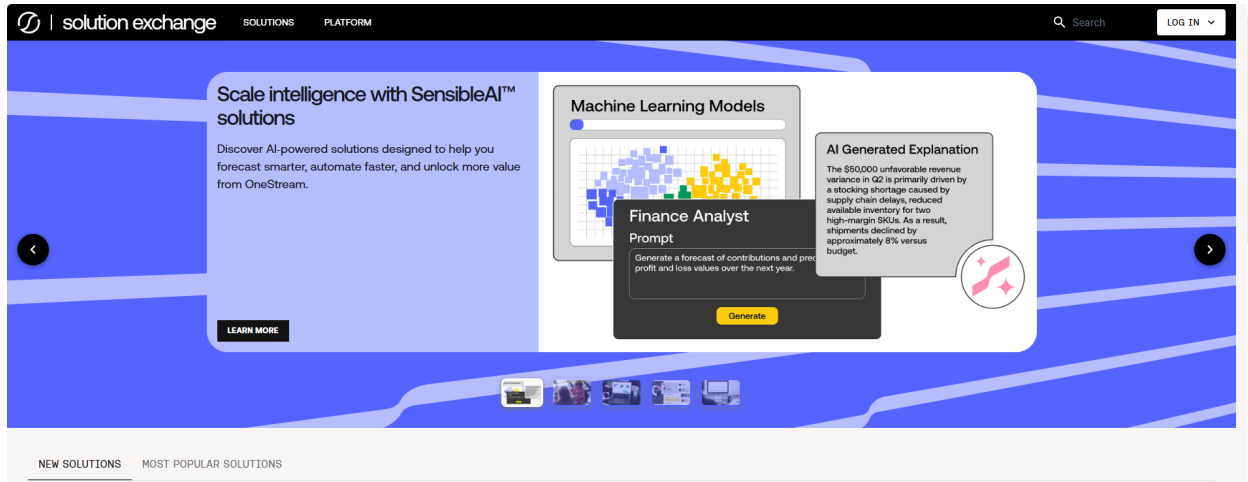 solution exchange
SOLUTIONS
PLATFORM
Search
LOG IN
Scale intelligence with SensibleAI™
solutions
Discover AI-powered solutions designed to help you
forecast smarter, automate faster, and unlock more value
from OneStream.
LEARN MORE
Machine Learning Models
Finance Analyst
Prompt
Generate a forecast of contributions and
profit and loss values over the next year.
Generate
AI Generated Explanation
The $50,000 unfavorable revenue
variance in Q2 is primarily driven by
a stocking shortage caused by
supply chain delays, reduced
available inventory for two
high-margin SKUs. As a result,
shipments declined by
approximately 8% versus
budget.
NEW SOLUTIONS
MOST POPULAR SOLUTIONS